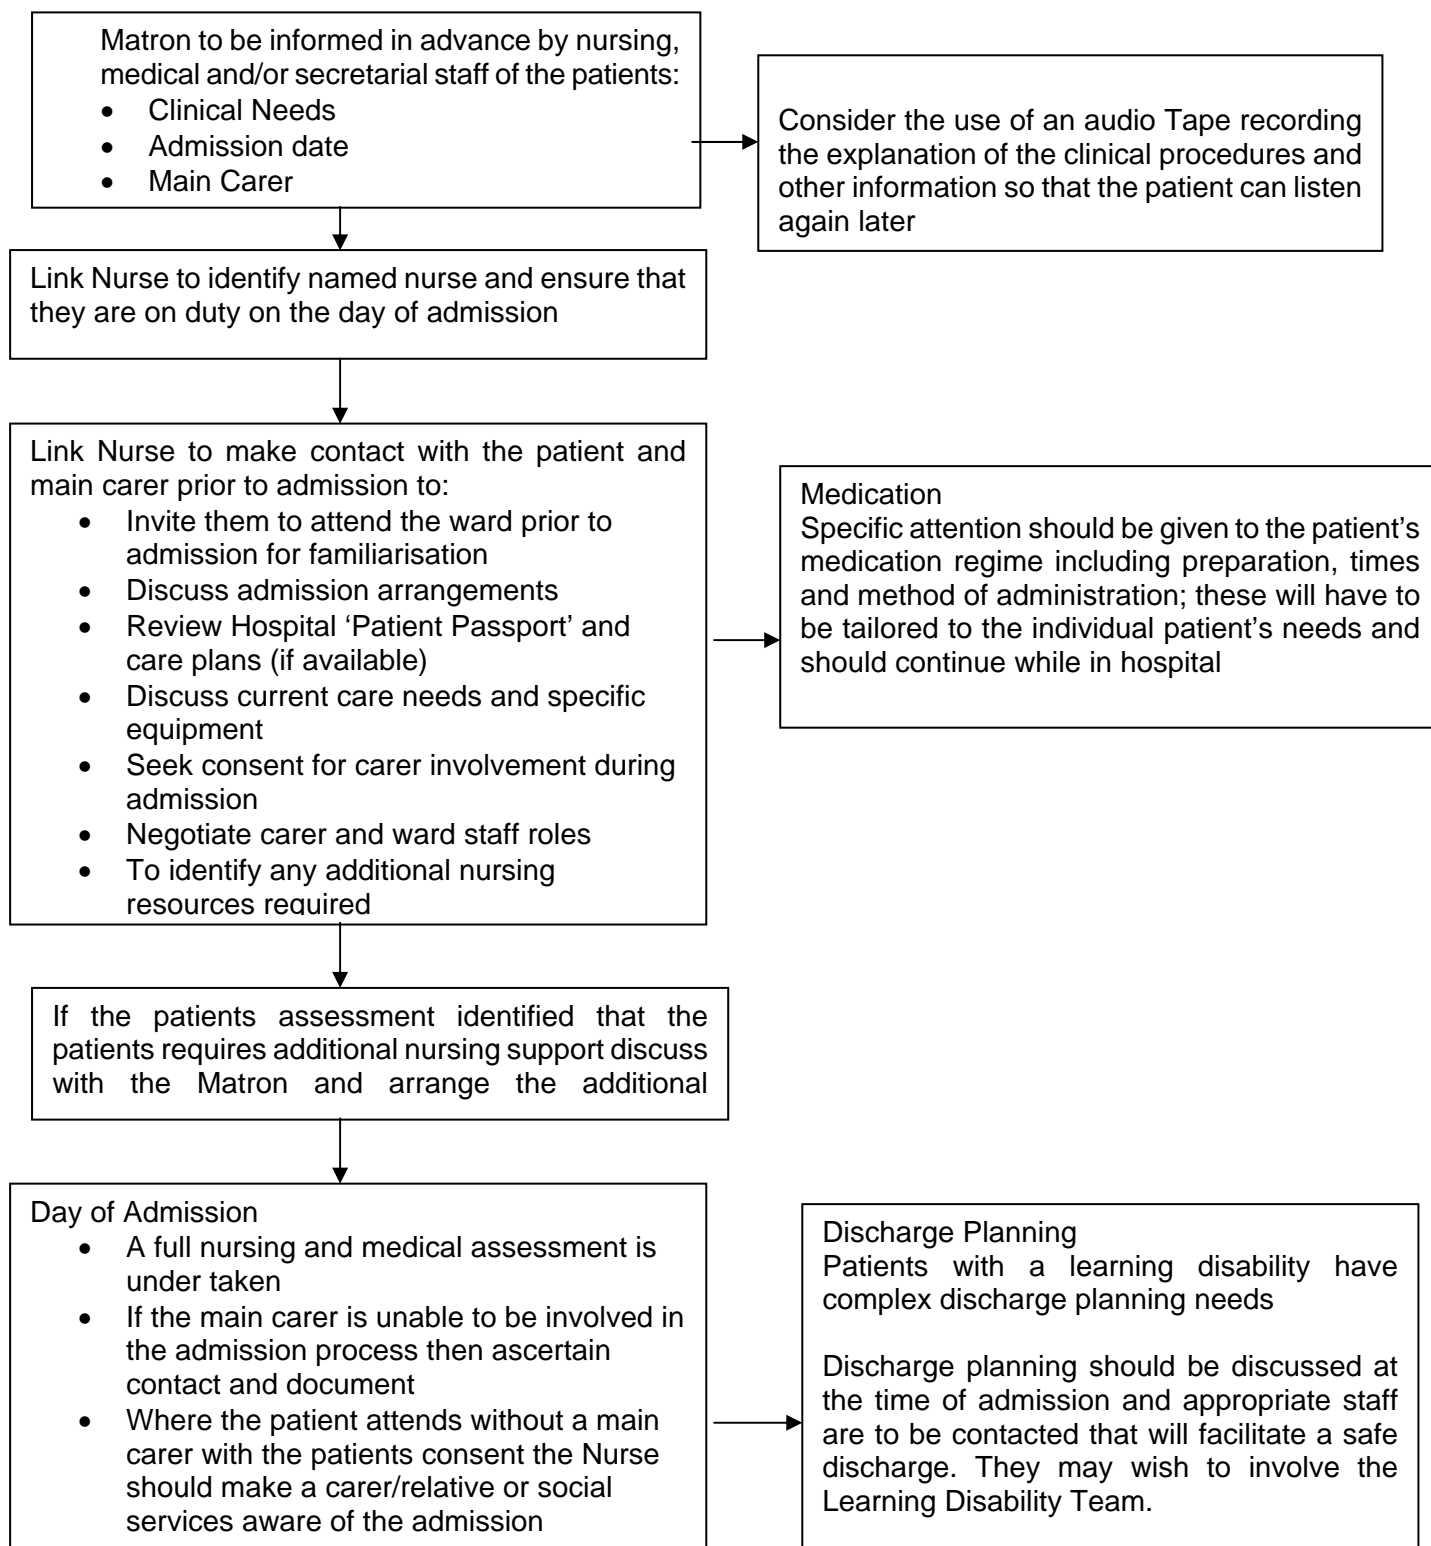 Matron to be informed in advance by nursing,
medical and/or secretarial staff of the patients:
• Clinical Needs
• Admission date
• Main Carer
Consider the use of an audio Tape recording
the explanation of the clinical procedures and
other information so that the patient can listen
again later
Link Nurse to identify named nurse and ensure that
they are on duty on the day of admission
Link Nurse to make contact with the patient and
main carer prior to admission to:
• Invite them to attend the ward prior to
admission for familiarisation
• Discuss admission arrangements
• Review Hospital ‘Patient Passport’ and
care plans (if available)
• Discuss current care needs and specific
equipment
• Seek consent for carer involvement during
admission
• Negotiate carer and ward staff roles
• To identify any additional nursing
resources required
Medication
Specific attention should be given to the patient’s
medication regime including preparation, times
and method of administration; these will have to
be tailored to the individual patient’s needs and
should continue while in hospital
If the patients assessment identified that the
patients requires additional nursing support discuss
with the Matron and arrange the additional
Day of Admission
• A full nursing and medical assessment is
under taken
• If the main carer is unable to be involved in
the admission process then ascertain
contact and document
• Where the patient attends without a main
carer with the patients consent the Nurse
should make a carer/relative or social
services aware of the admission
Discharge Planning
Patients with a learning disability have
complex discharge planning needs
Discharge planning should be discussed at
the time of admission and appropriate staff
are to be contacted that will facilitate a safe
discharge. They may wish to involve the
Learning Disability Team.